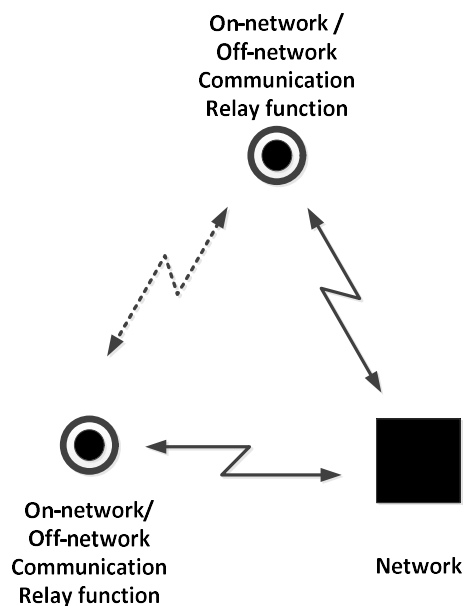 On-network /
Off-network
Communication
Relay function
On-network/
Off-network
Communication
Relay function
Network